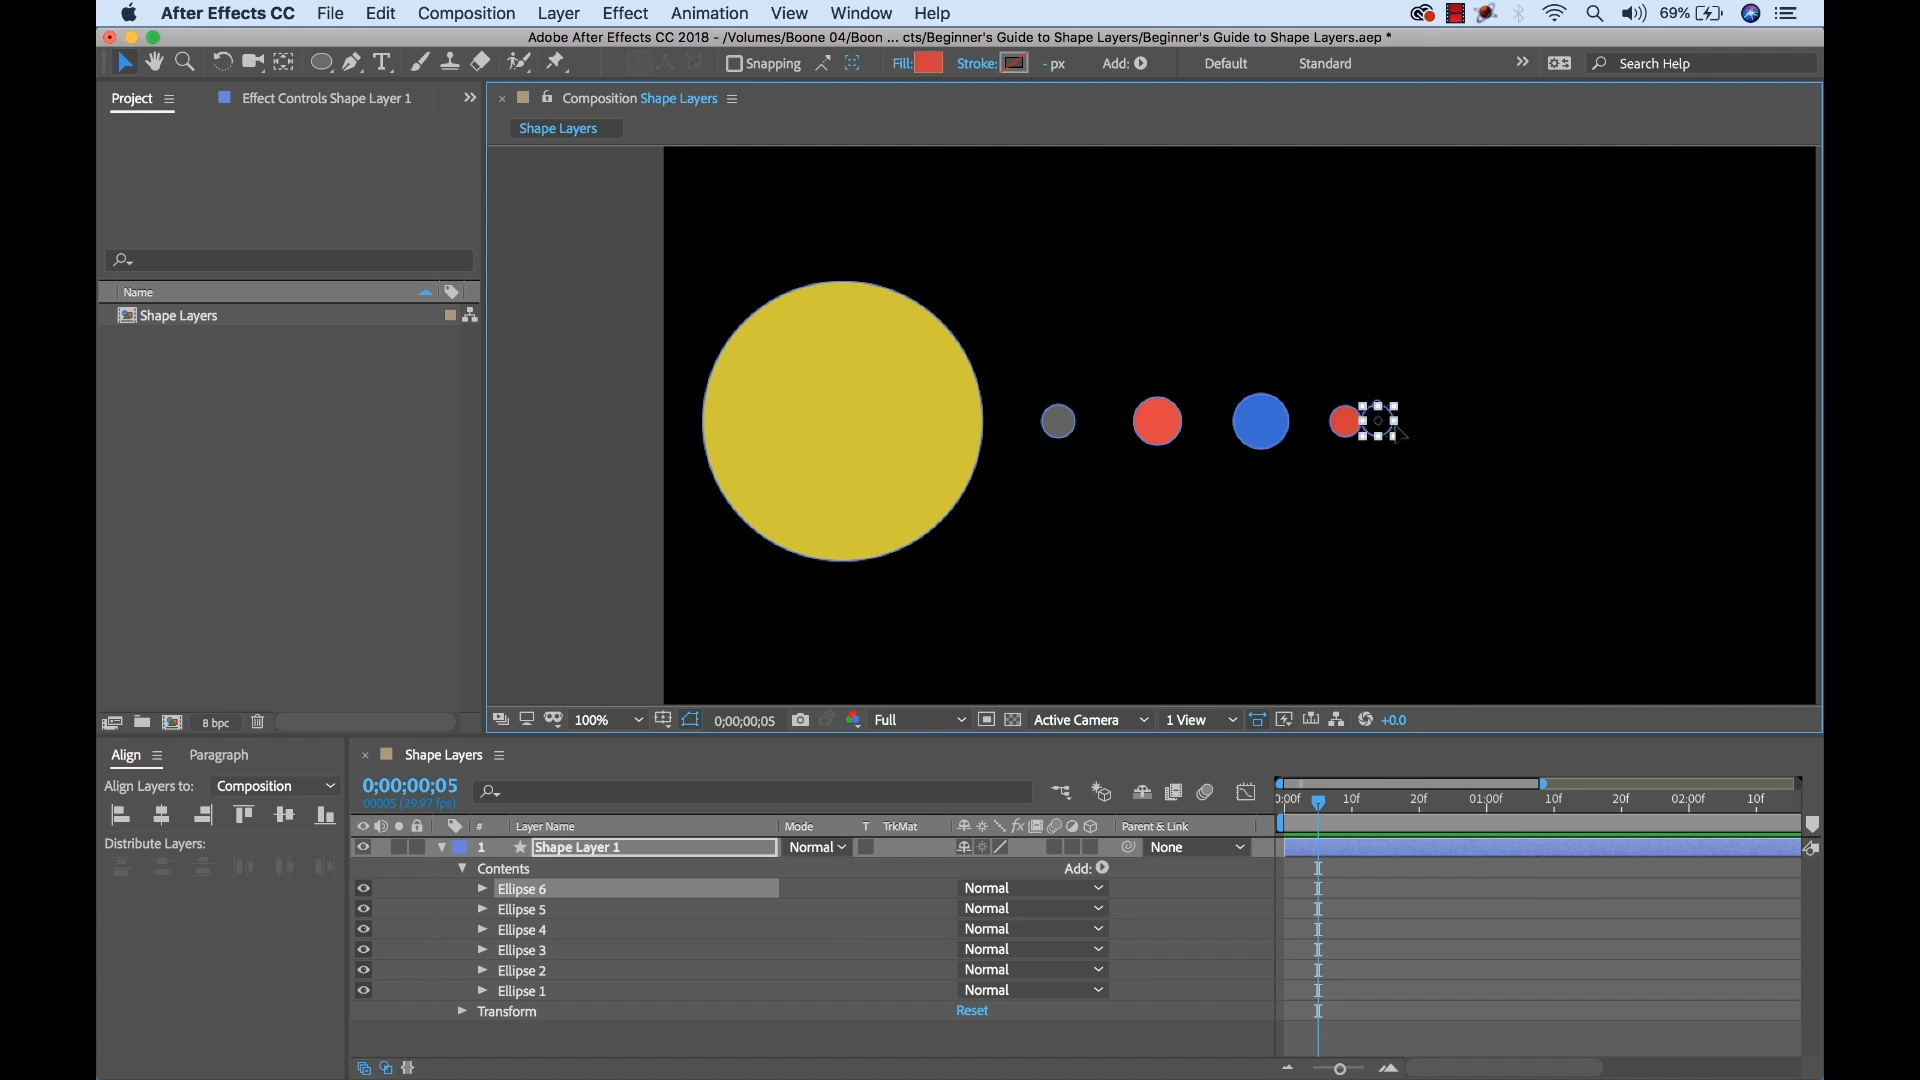 After Effects CC File Edit Composition Layer Effect Animation View Window Help 69%
Adobe After Effects CC 2018 - /Volumes/Boone 04/Boon ... cts/Beginner's Guide to Shape Layers/Beginner's Guide to Shape Layers.aep *
Snapping Fill: Stroke: - px Add: Default Standard Search Help
Project Effect Controls Shape Layer 1 Composition Shape Layers
Shape Layers
Name
Shape Layers
8 bpc 100% 0;00;00;05 Full Active Camera 1 View +0.0
Align Paragraph Shape Layers
Align Layers to: Composition 0;00;00;05
00005 (29.97 fps)
0:00f 10f 20f 01:00f 10f 20f 02:00f 10f
# Layer Name Mode T TrkMat Parent & Link
Distribute Layers:
1 Shape Layer 1 Normal None
Contents Add:
Ellipse 6 Normal
Ellipse 5 Normal
Ellipse 4 Normal
Ellipse 3 Normal
Ellipse 2 Normal
Ellipse 1 Normal
Transform Reset